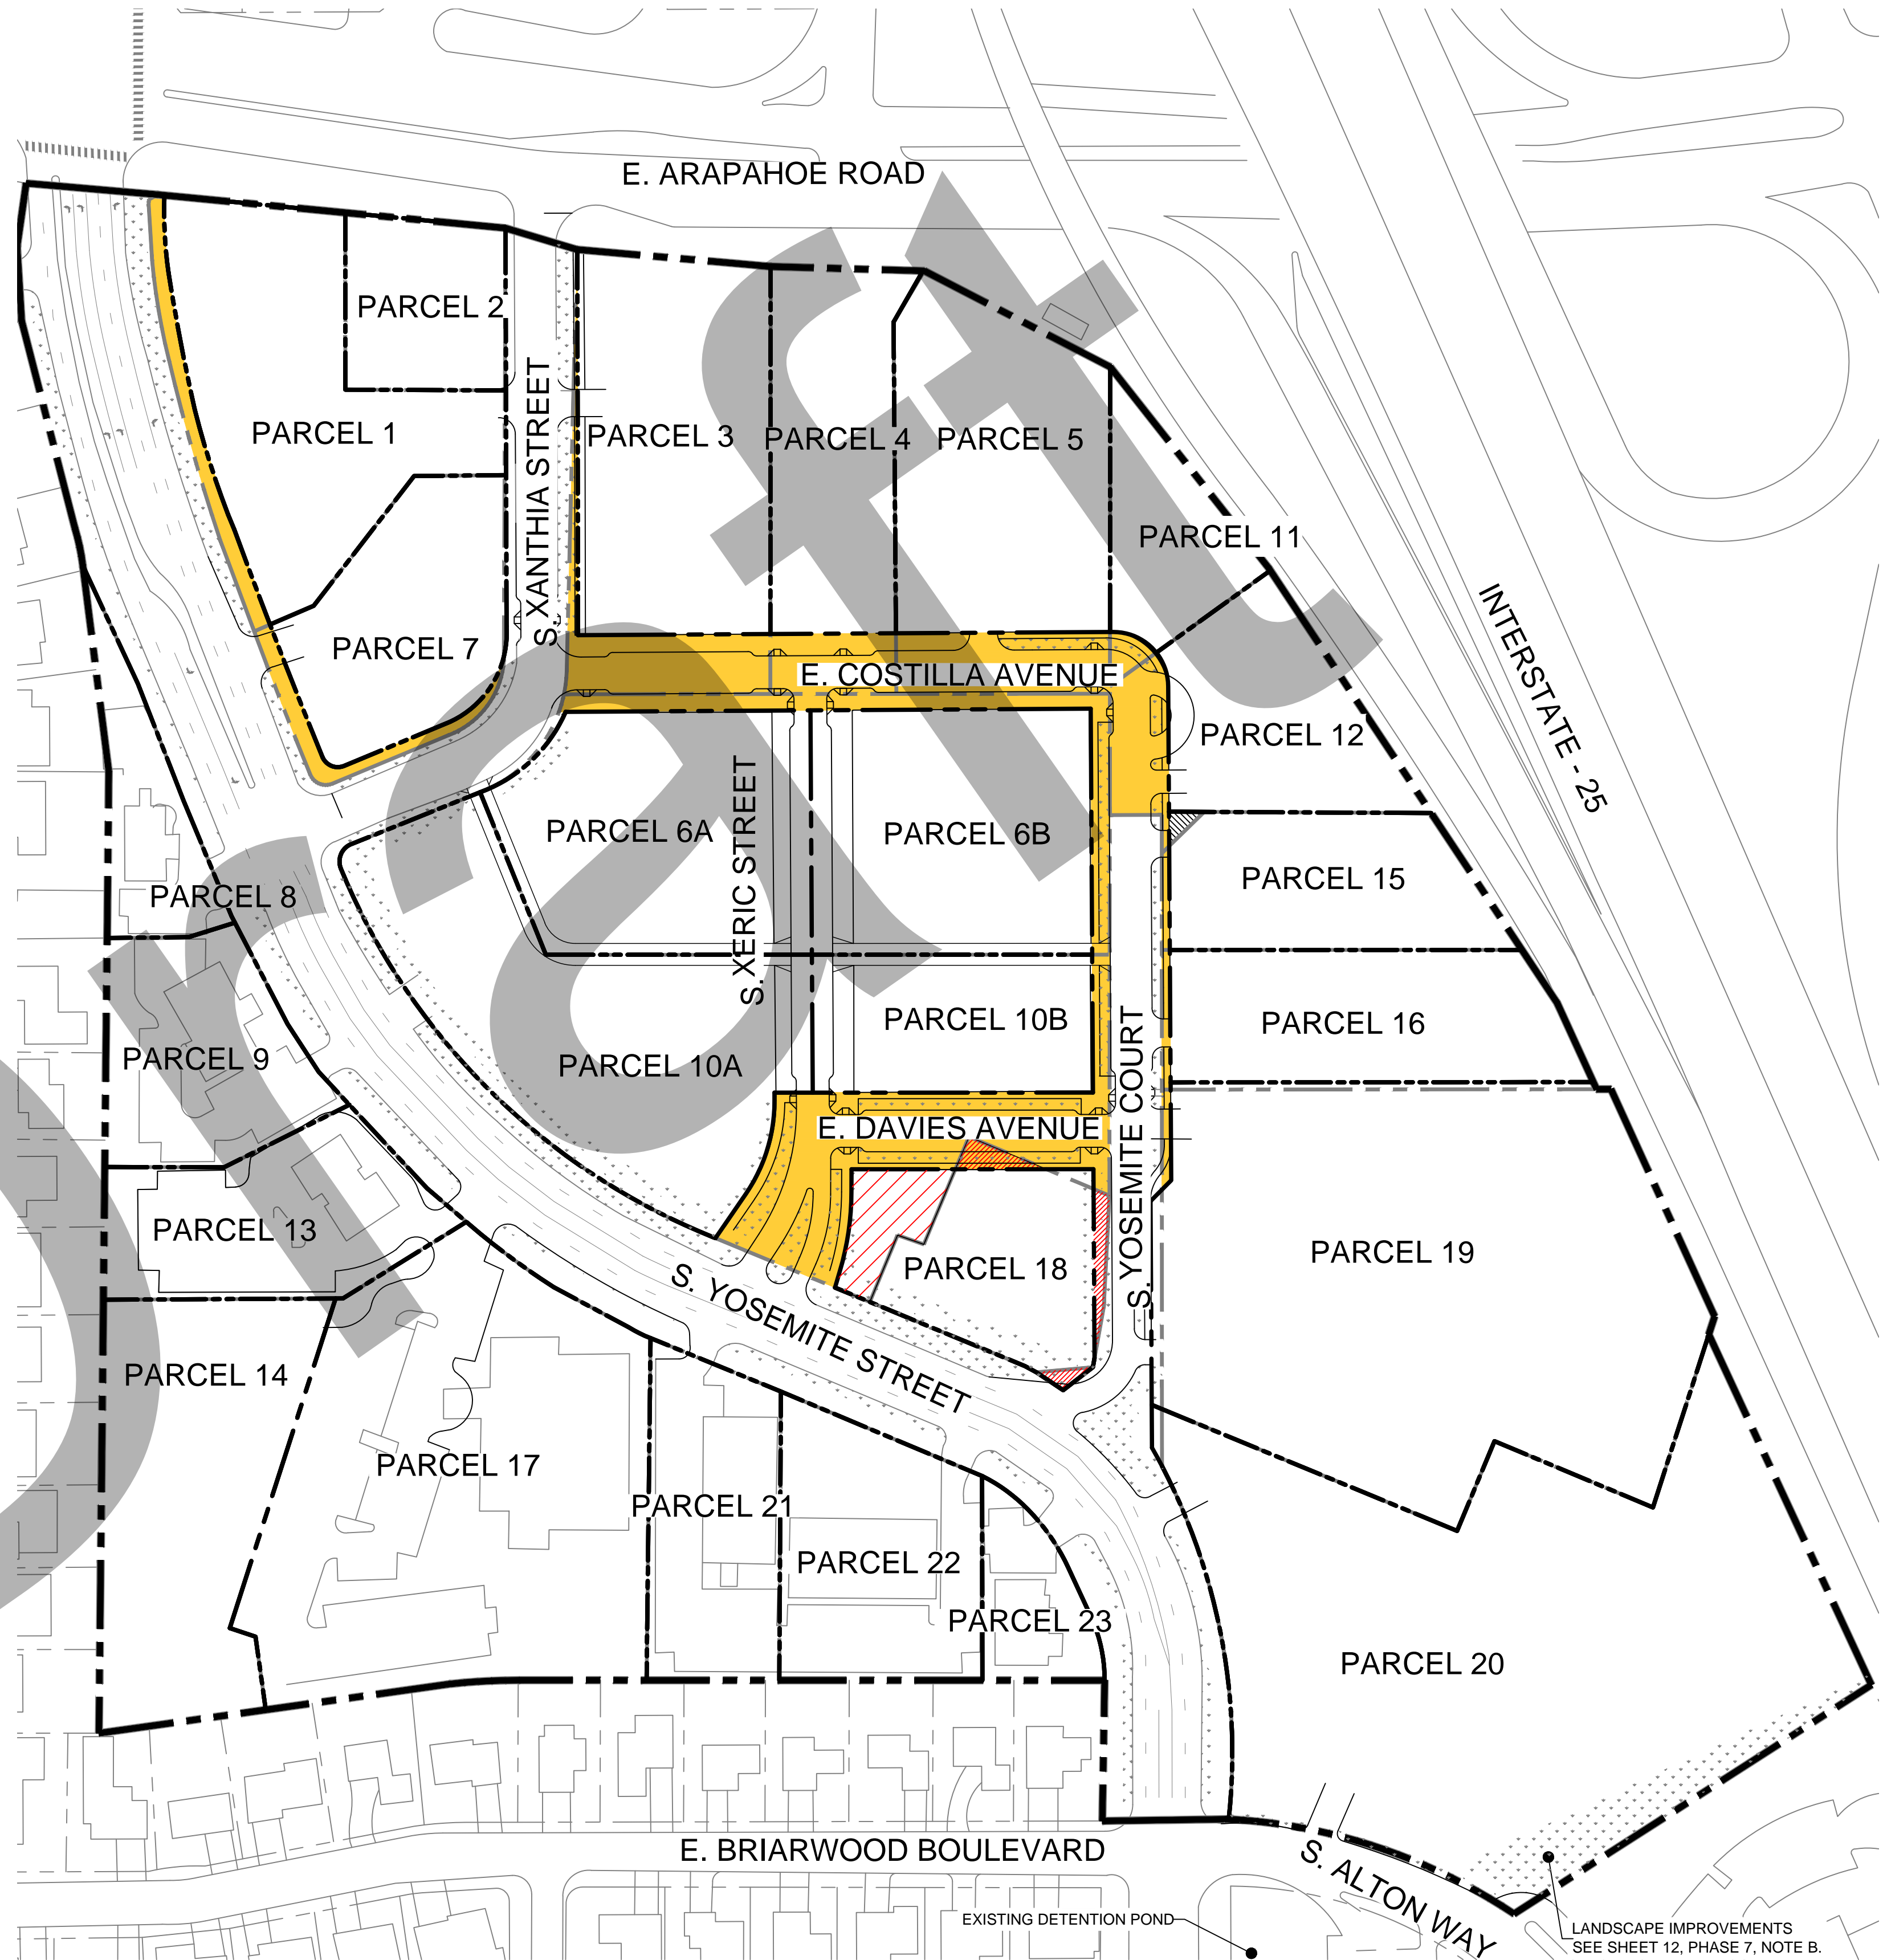 E. ARAPAHOE ROAD
PARCEL 2
PARCEL 1
S. XANTHIA STREET
PARCEL 3
PARCEL 4
PARCEL 5
PARCEL 11
INTERSTATE - 25
PARCEL 7
E. COSTILLA AVENUE
PARCEL 12
PARCEL 6A
S. XERIC STREET
PARCEL 6B
PARCEL 15
PARCEL 8
PARCEL 10B
PARCEL 16
PARCEL 9
PARCEL 10A
S. YOSEMITE COURT
E. DAVIES AVENUE
PARCEL 13
PARCEL 18
PARCEL 19
S. YOSEMITE STREET
PARCEL 14
PARCEL 17
PARCEL 21
PARCEL 22
PARCEL 23
PARCEL 20
E. BRIARWOOD BOULEVARD
S. ALTON WAY
EXISTING DETENTION POND
LANDSCAPE IMPROVEMENTS
SEE SHEET 12, PHASE 7, NOTE B.
raft